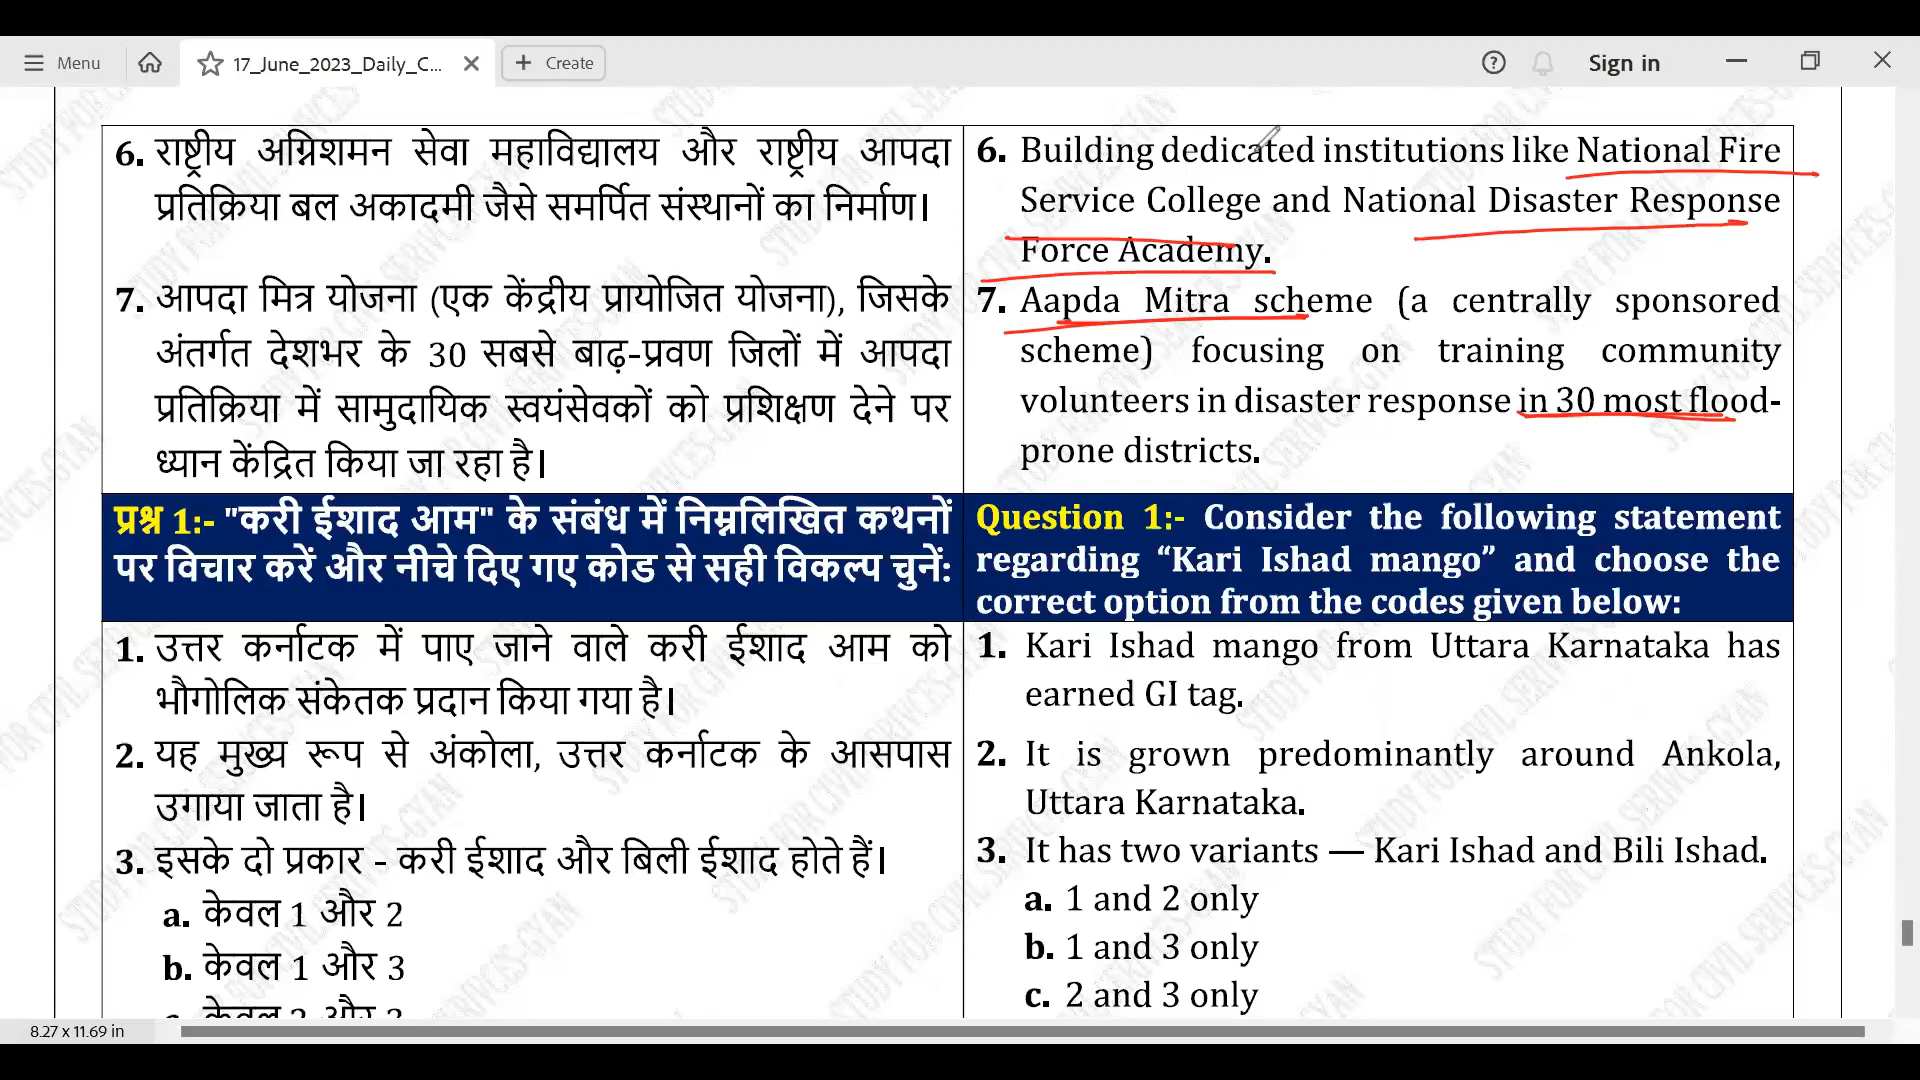 Menu
17_June_2023_Daily_C...
Create
Sign in
6. राष्ट्रीय अग्निशमन सेवा महाविद्यालय और राष्ट्रीय आपदा
प्रतिक्रिया बल अकादमी जैसे समर्पित संस्थानों का निर्माण।
7. आपदा मित्र योजना (एक केंद्रीय प्रायोजित योजना), जिसके
अंतर्गत देशभर के 30 सबसे बाढ़-प्रवण जिलों में आपदा
प्रतिक्रिया में सामुदायिक स्वयंसेवकों को प्रशिक्षण देने पर
ध्यान केंद्रित किया जा रहा है।
6. Building dedicated institutions like National Fire
Service College and National Disaster Response
Force Academy.
7. Aapda Mitra scheme (a centrally sponsored
scheme) focusing on training community
volunteers in disaster response in 30 most flood-
prone districts.
प्रश्न 1:- "करी ईशाद आम" के संबंध में निम्नलिखित कथनों
पर विचार करें और नीचे दिए गए कोड से सही विकल्प चुनें:
Question 1:- Consider the following statement
regarding “Kari Ishad mango” and choose the
correct option from the codes given below:
1. उत्तर कर्नाटक में पाए जाने वाले करी ईशाद आम को
भौगोलिक संकेतक प्रदान किया गया है।
2. यह मुख्य रूप से अंकोला, उत्तर कर्नाटक के आसपास
उगाया जाता है।
3. इसके दो प्रकार - करी ईशाद और बिली ईशाद होते हैं।
a. केवल 1 और 2
b. केवल 1 और 3
1. Kari Ishad mango from Uttara Karnataka has
earned GI tag.
2. It is grown predominantly around Ankola,
Uttara Karnataka.
3. It has two variants — Kari Ishad and Bili Ishad.
a. 1 and 2 only
b. 1 and 3 only
c. 2 and 3 only
8.27 x 11.69 in